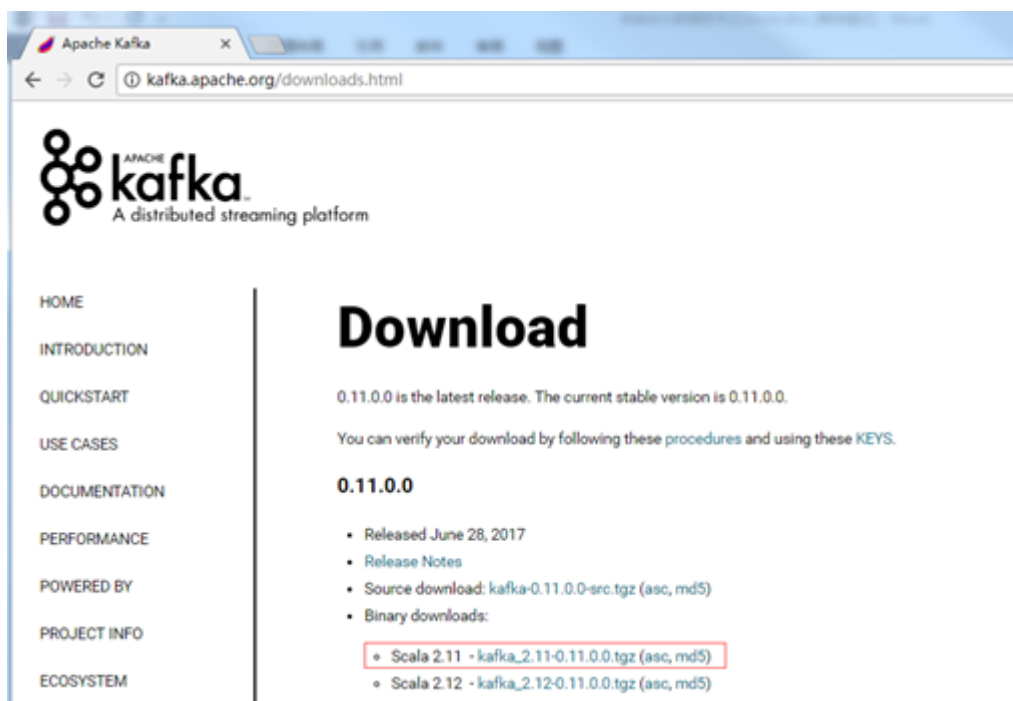 Apache Kafka
kafka.apache.org/downloads.html
APACHE
kafka
A distributed streaming platform
HOME
INTRODUCTION
QUICKSTART
USE CASES
DOCUMENTATION
PERFORMANCE
POWERED BY
PROJECT INFO
ECOSYSTEM
Download
0.11.0.0 is the latest release. The current stable version is 0.11.0.0.
You can verify your download by following these procedures and using these KEYS.
0.11.0.0
Released June 28, 2017
Release Notes
Source download: kafka-0.11.0.0-src.tgz (asc, md5)
Binary downloads:
Scala 2.11 - kafka_2.11-0.11.0.0.tgz (asc, md5)
Scala 2.12 - kafka_2.12-0.11.0.0.tgz (asc, md5)